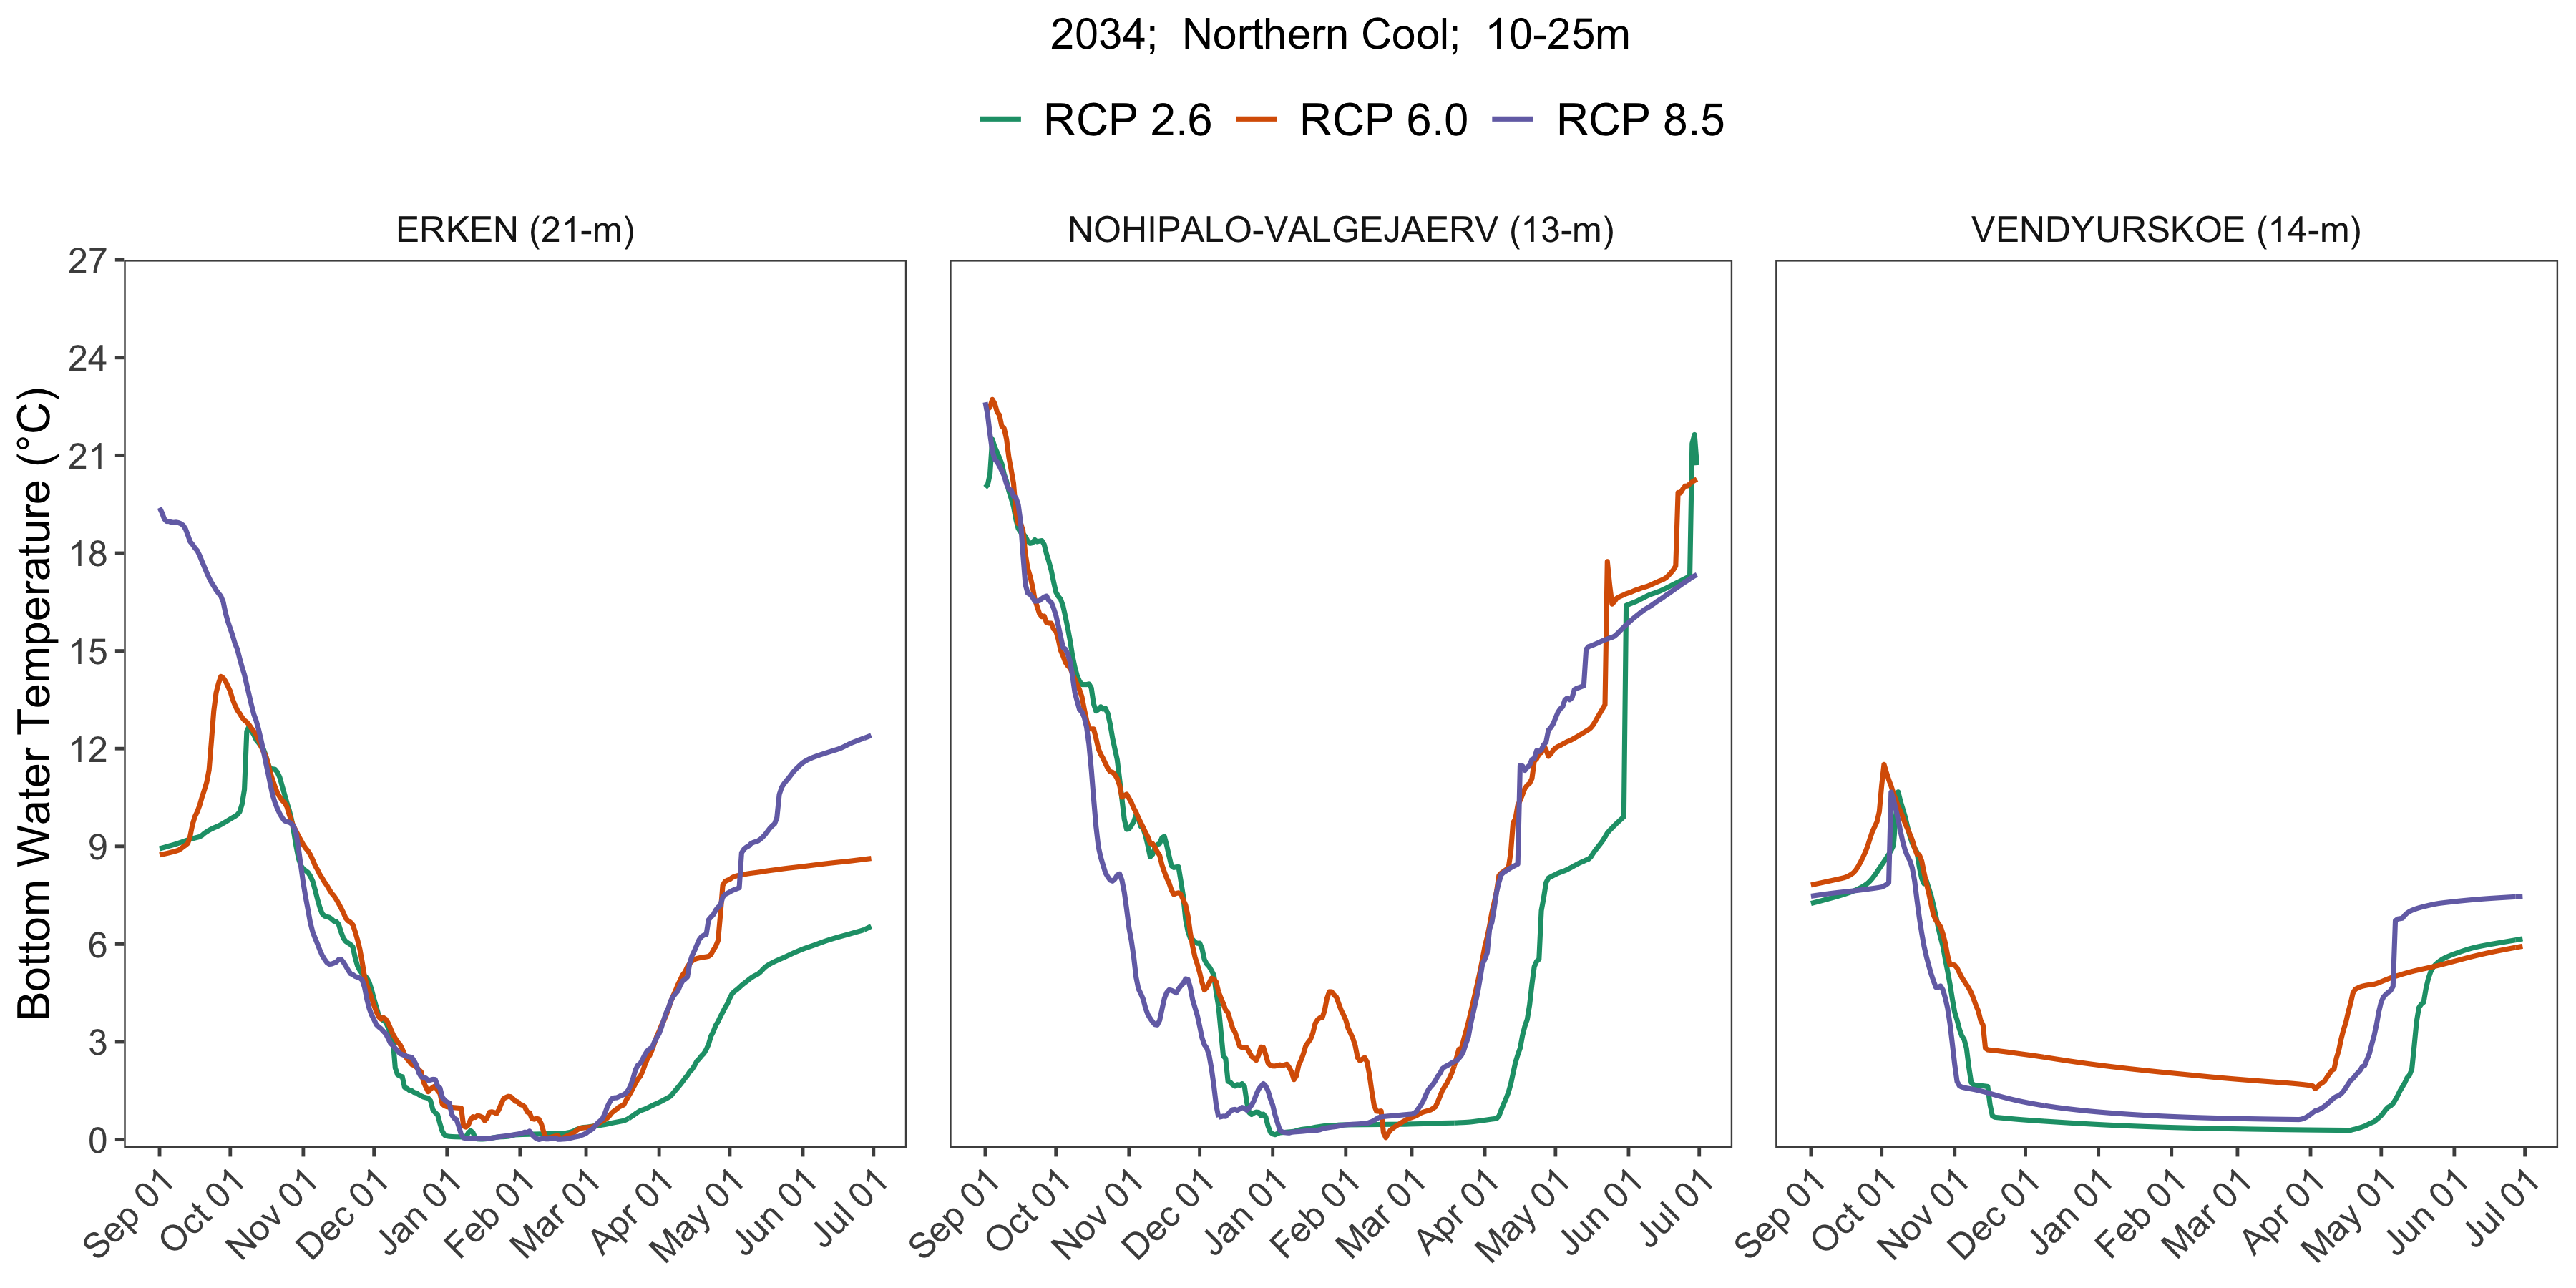 2034;  Northern Cool;  10-25m
RCP 2.6 RCP 6.0 RCP 8.5
ERKEN (21-m) NOHIPALO-VALGEJAERV (13-m) VENDYURSKOE (14-m)
Bottom Water Temperature (°C)
27
24
21
18
15
12
9
6
3
0
Sep 01 Oct 01 Nov 01 Dec 01 Jan 01 Feb 01 Mar 01 Apr 01 May 01 Jun 01 Jul 01 Sep 01 Oct 01 Nov 01 Dec 01 Jan 01 Feb 01 Mar 01 Apr 01 May 01 Jun 01 Jul 01 Sep 01 Oct 01 Nov 01 Dec 01 Jan 01 Feb 01 Mar 01 Apr 01 May 01 Jun 01 Jul 01